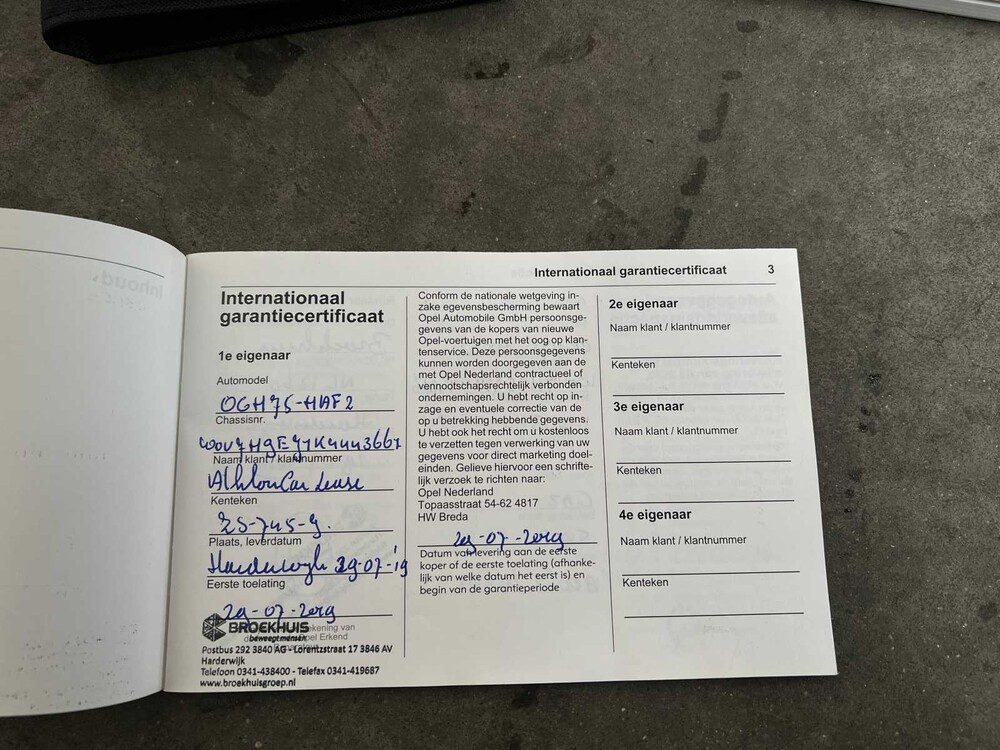 Internationaal garantiecertificaat 3
Internationaal
garantiecertificaat
1e eigenaar
Automodel
OGH75-HAF2
Chassisnr.
Naam klant / klantnummer
Athlon Car Lease
Kenteken
Plaats, leverdatum
Harderwijk 29-07-'19
Eerste toelating
29-07-2019
BROEKHUIS
beweegt mensen
Postbus 292 3840 AG - Lorentzstraat 17 3846 AV
Harderwijk
Telefoon 0341-438400 - Telefax 0341-419687
www.broekhuisgroep.nl
Conform de nationale wetgeving in-
zake egevensbescherming bewaart
Opel Automobile GmbH persoonsge-
gevens van de kopers van nieuwe
Opel-voertuigen met het oog op klan-
tenservice. Deze persoonsgegevens
kunnen worden doorgegeven aan de
met Opel Nederland contractueel of
vennootschapsrechtelijk verbonden
ondernemingen. U hebt recht op in-
zage en eventuele correctie van de
op u betrekking hebbende gegevens.
U hebt ook het recht om u kosteloos
te verzetten tegen verwerking van uw
gegevens voor direct marketing doel-
einden. Gelieve hiervoor een schrifte-
lijk verzoek te richten naar:
Opel Nederland
Topaasstraat 54-62 4817
HW Breda
29-07-2019
Datum van levering aan de eerste
koper of de eerste toelating (afhanke-
lijk van welke datum het eerst is) en
begin van de garantieperiode
2e eigenaar
Naam klant / klantnummer
Kenteken
3e eigenaar
Naam klant / klantnummer
Kenteken
4e eigenaar
Naam klant / klantnummer
Kenteken